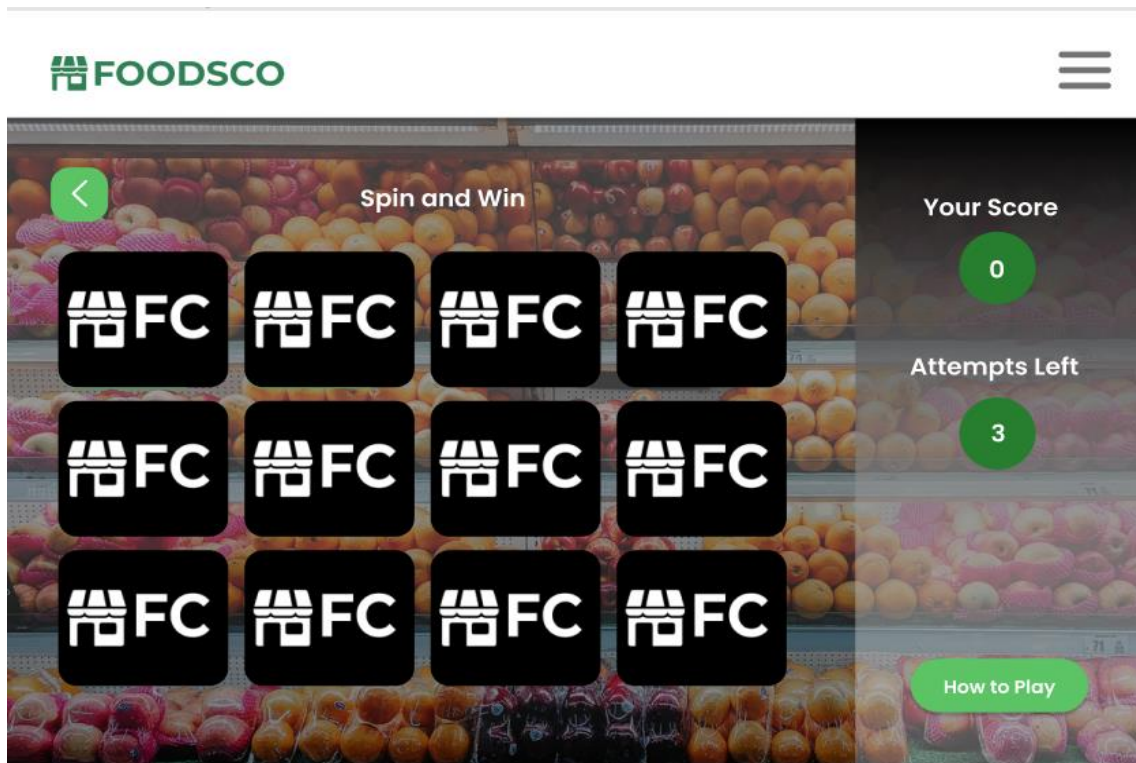 FOODSCO
Spin and Win
Your Score
0
FC FC FC FC
Attempts Left
3
FC FC FC FC
FC FC FC FC
How to Play